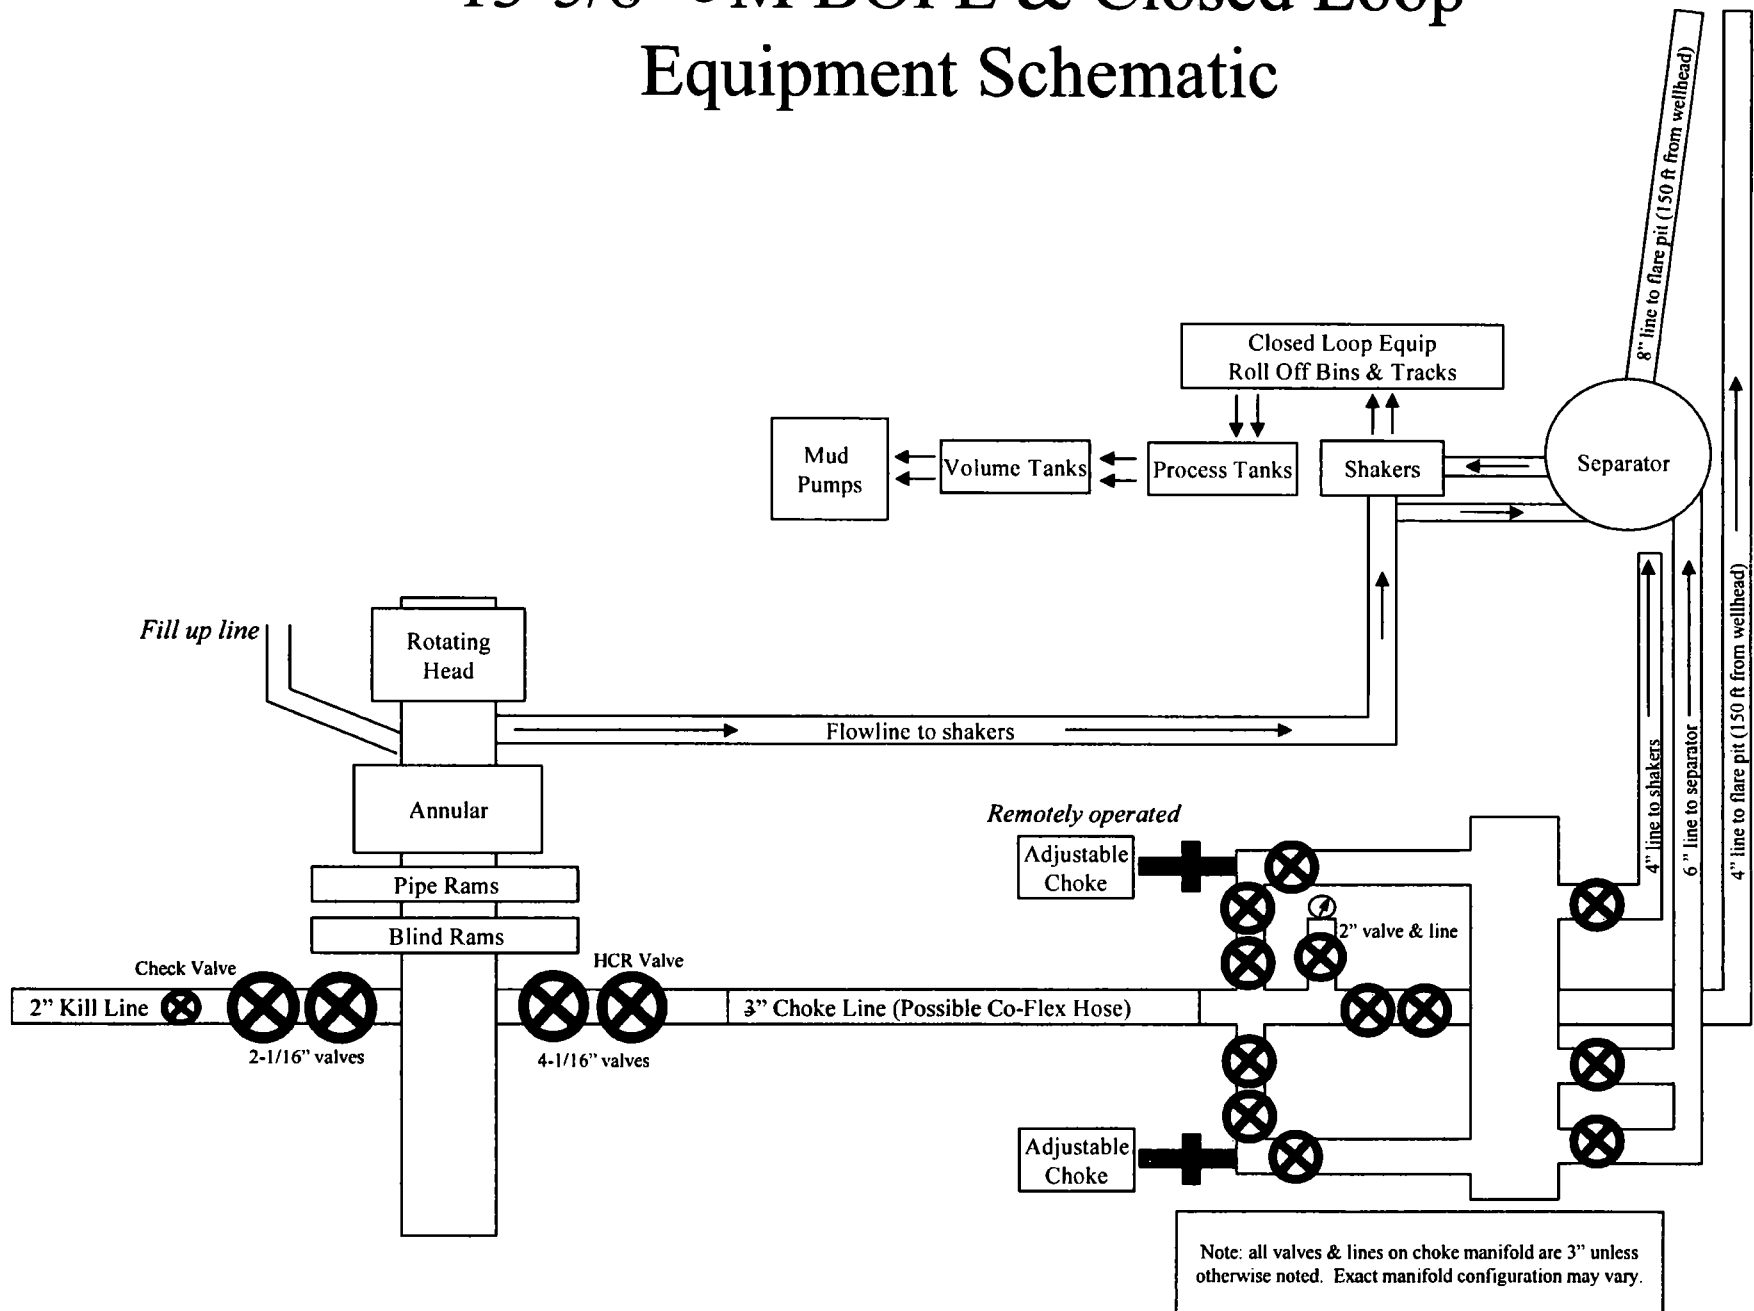 BOPE & Closed Loop
Equipment Schematic
8” line to flare pit (150 ft from wellhead)
Closed Loop Equip
Roll Off Bins & Tracks
Mud
Pumps
Volume Tanks
Process Tanks
Shakers
Separator
Fill up line
Rotating
Head
Flowline to shakers
4” line to shakers
6 ” line to separator
4” line to flare pit (150 ft from wellhead)
Annular
Remotely operated
Adjustable
Choke
Pipe Rams
Blind Rams
2” valve & line
Check Valve
HCR Valve
2” Kill Line
3” Choke Line (Possible Co-Flex Hose)
2-1/16” valves
4-1/16” valves
Adjustable
Choke
Note: all valves & lines on choke manifold are 3” unless
otherwise noted. Exact manifold configuration may vary.